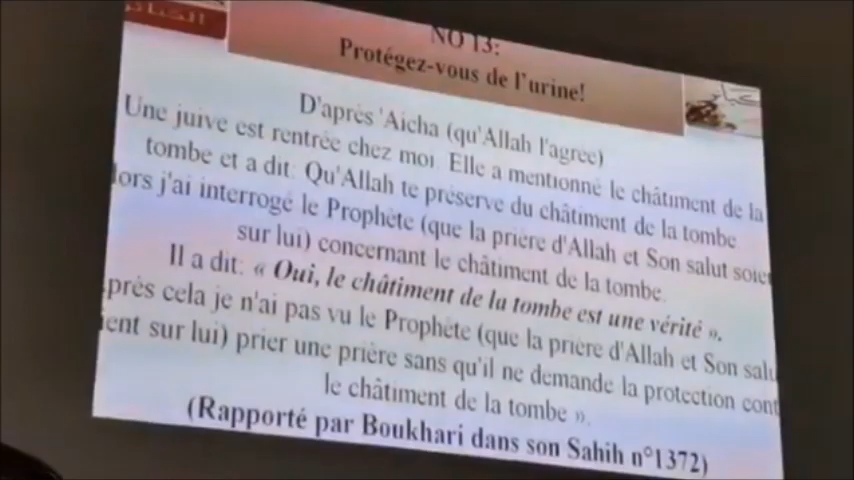 الجنائز
NO 13:
Protégez-vous de l'urine!
D'après 'Aicha (qu'Allah l'agrée)
Une juive est rentrée chez moi. Elle a mentionné le châtiment de la
tombe et a dit: Qu'Allah te préserve du châtiment de la tombe
lors j'ai interrogé le Prophète (que la prière d'Allah et Son salut soient
sur lui) concernant le châtiment de la tombe.
Il a dit: « Oui, le châtiment de la tombe est une vérité ».
près cela je n'ai pas vu le Prophète (que la prière d'Allah et Son salu
ient sur lui) prier une prière sans qu'il ne demande la protection cont
le châtiment de la tombe ».
(Rapporté par Boukhari dans son Sahih n°1372)